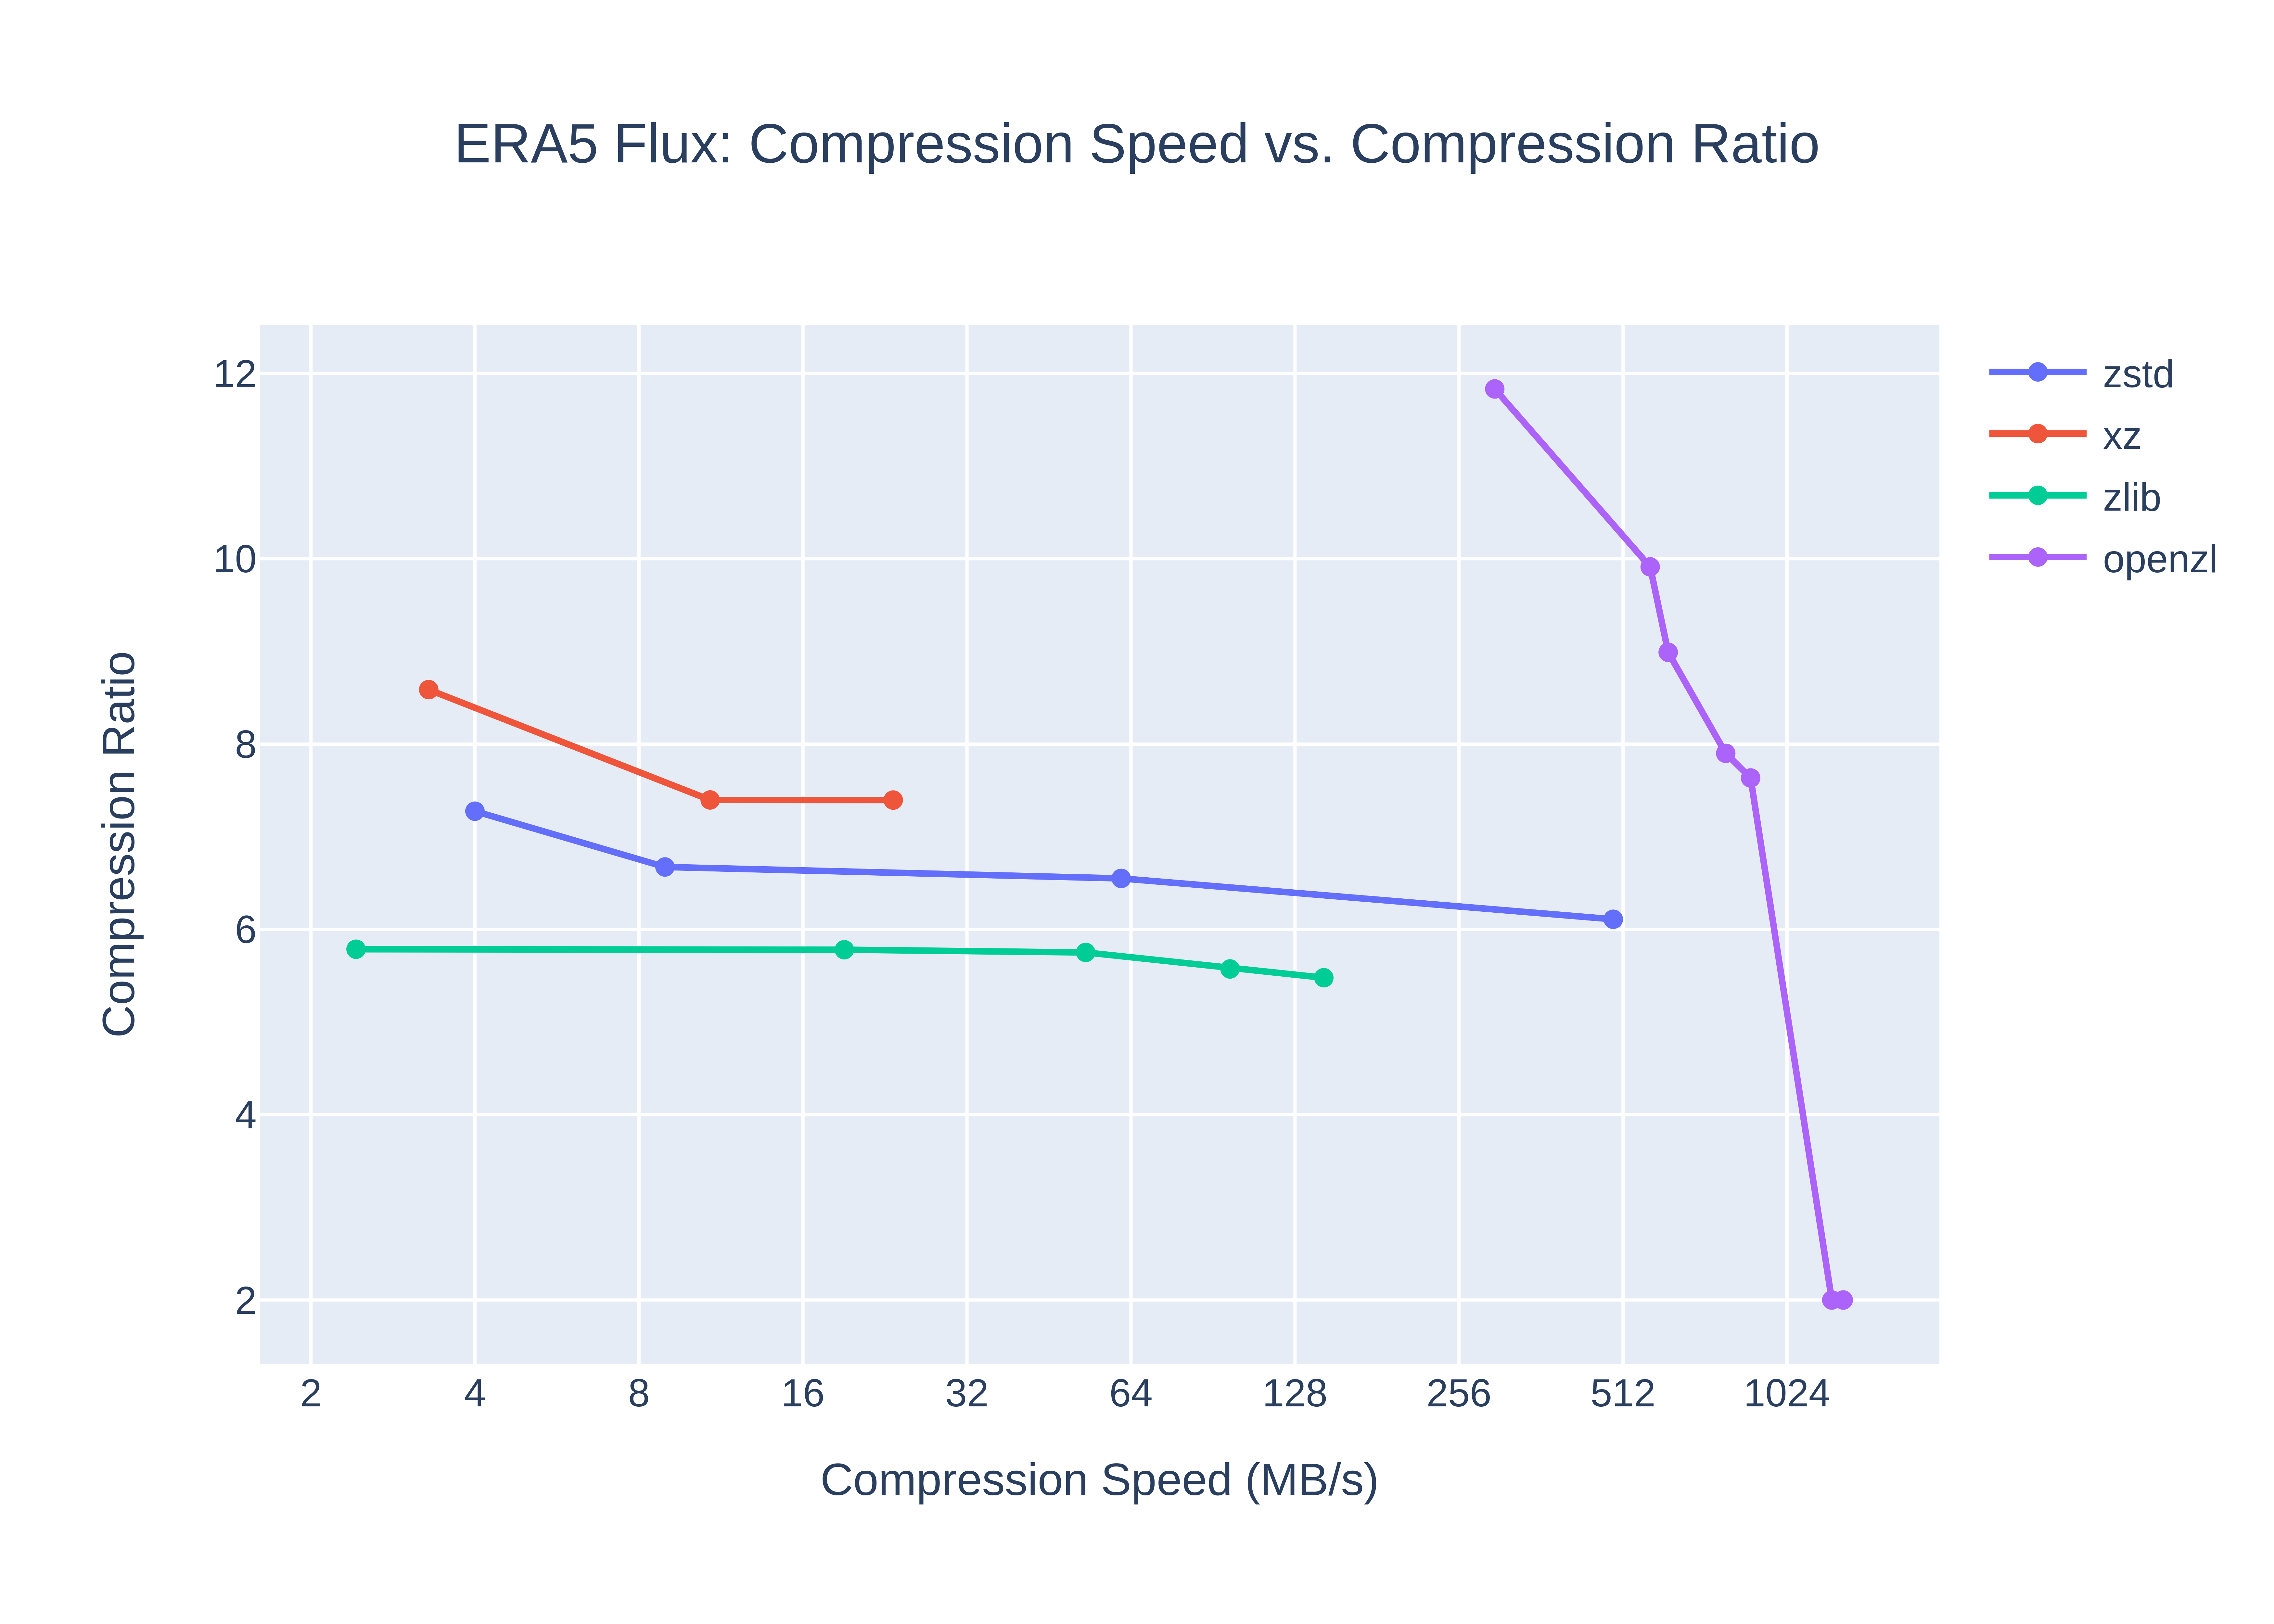 ERA5 Flux: Compression Speed vs. Compression Ratio
12
10
8
6
4
2
Compression Ratio
2 4 8 16 32 64 128 256 512 1024
Compression Speed (MB/s)
zstd
xz
zlib
openzl